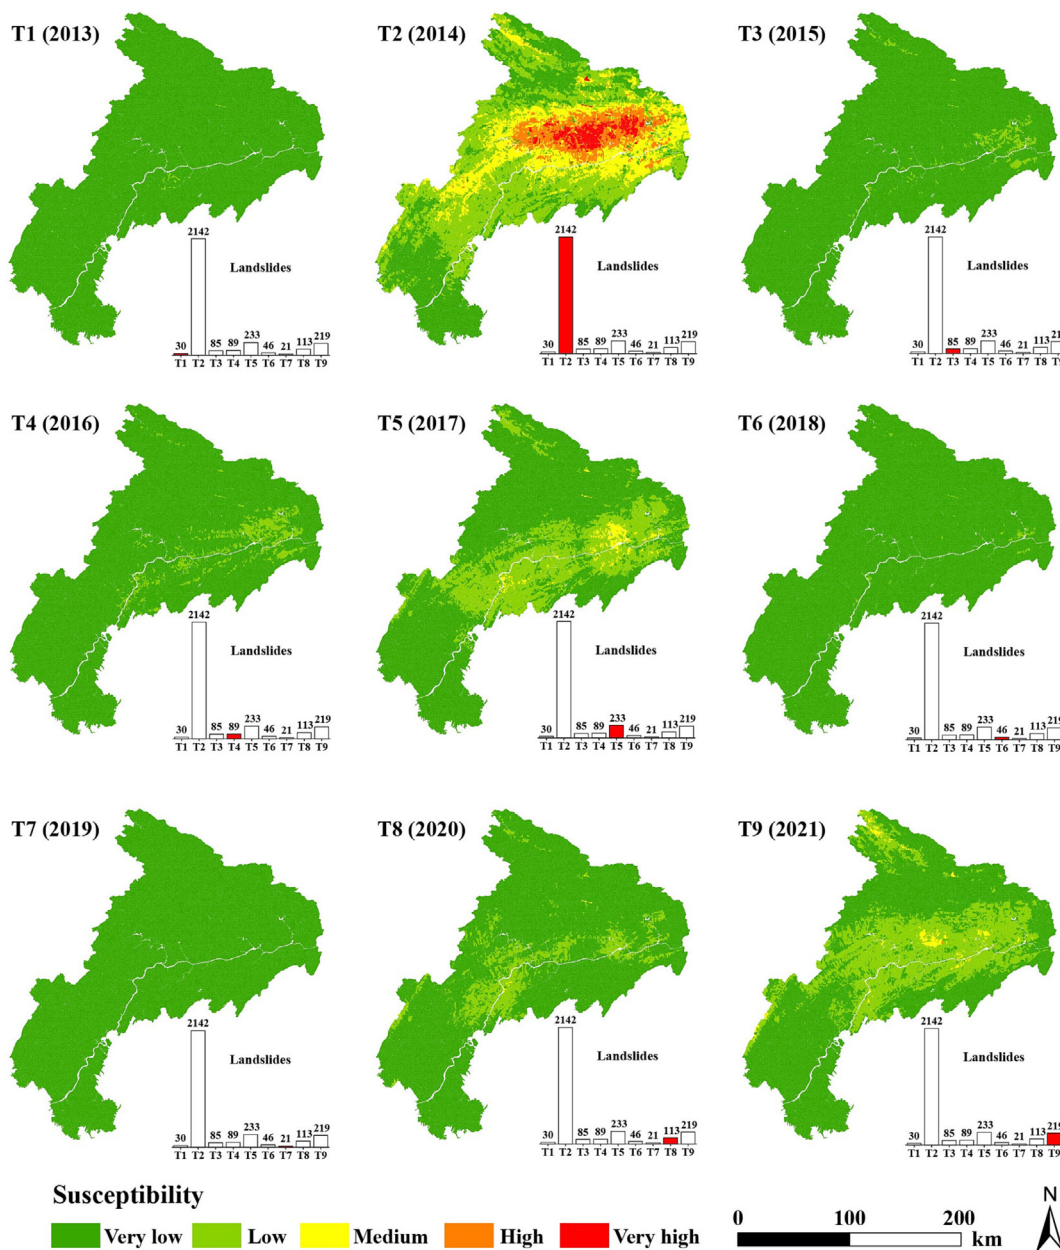 T1 (2013)
T2 (2014)
T3 (2015)
2142
Landslides
30 85 89 233 46 21 113 219
T1 T2 T3 T4 T5 T6 T7 T8 T9
2142
Landslides
30 85 89 233 46 21 113 219
T1 T2 T3 T4 T5 T6 T7 T8 T9
2142
Landslides
30 85 89 233 46 21 113 21
T1 T2 T3 T4 T5 T6 T7 T8 T9
T4 (2016)
T5 (2017)
T6 (2018)
2142
Landslides
30 85 89 233 46 21 113 219
T1 T2 T3 T4 T5 T6 T7 T8 T9
2142
Landslides
30 85 89 233 46 21 113 219
T1 T2 T3 T4 T5 T6 T7 T8 T9
2142
Landslides
30 85 85 233 46 21 113 219
T1 T2 T3 T4 T5 T6 T7 T8 T9
T7 (2019)
T8 (2020)
T9 (2021)
2142
Landslides
30 85 89 233 46 21 113 219
T1 T2 T3 T4 T5 T6 T7 T8 T9
2142
Landslides
30 85 89 233 46 21 113 219
T1 T2 T3 T4 T5 T6 T7 T8 T9
2142
Landslides
30 85 89 233 46 21 113 219
T1 T2 T3 T4 T5 T6 T7 T8 T9
Susceptibility
Very low Low Medium High Very high
0 100 200
km
N